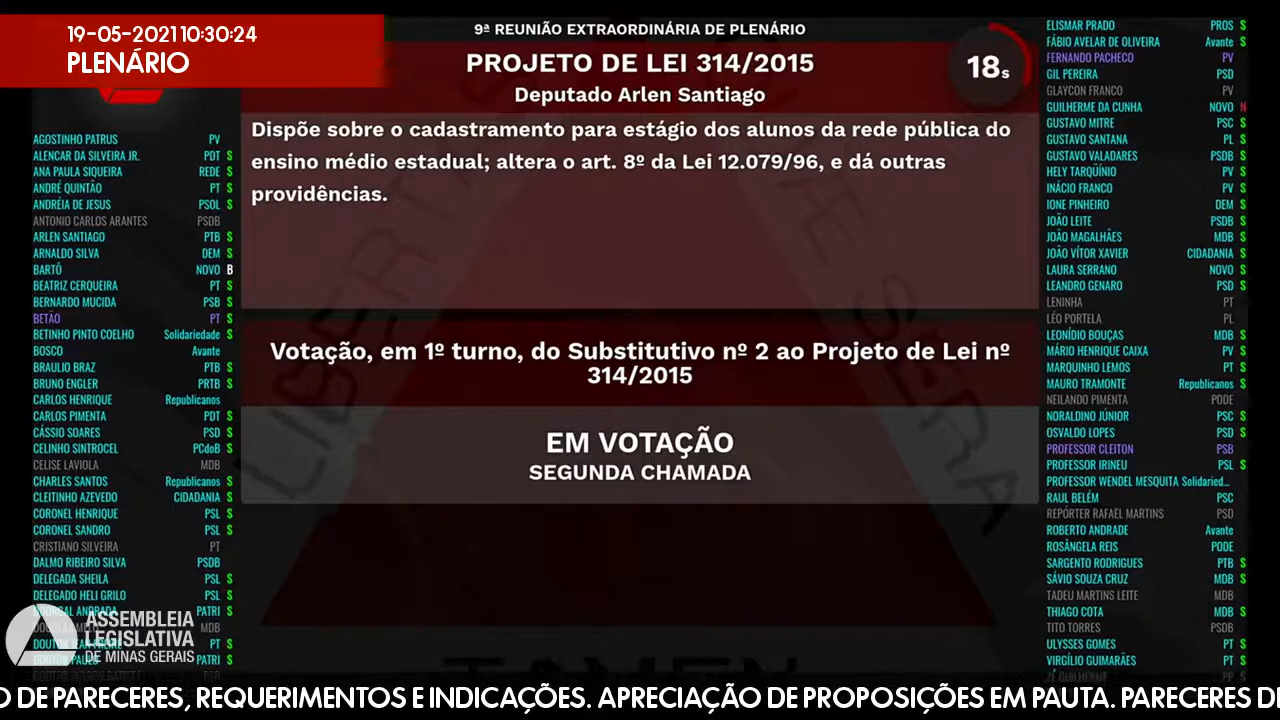 19-05-2021 10:30:24
PLENÁRIO
9ª REUNIÃO EXTRAORDINÁRIA DE PLENÁRIO
PROJETO DE LEI 314/2015
Deputado Arlen Santiago
18s
Dispõe sobre o cadastramento para estágio dos alunos da rede pública do
ensino médio estadual; altera o art. 8º da Lei 12.079/96, e dá outras
providências.
Votação, em 1º turno, do Substitutivo nº 2 ao Projeto de Lei nº
314/2015
EM VOTAÇÃO
SEGUNDA CHAMADA
AGOSTINHO PATRUS PV
ALENCAR DA SILVEIRA JR. PDT S
ANA PAULA SIQUEIRA REDE S
ANDRÉ QUINTÃO PT S
ANDRÉIA DE JESUS PSOL S
ANTONIO CARLOS ARANTES PSDB
ARLEN SANTIAGO PTB S
ARNALDO SILVA DEM S
BARTÔ NOVO B
BEATRIZ CERQUEIRA PT S
BERNARDO MUCIDA PSB S
BETÃO PT S
BETINHO PINTO COELHO Solidariedade S
BOSCO Avante
BRAULIO BRAZ PTB S
BRUNO ENGLER PRTB S
CARLOS HENRIQUE Republicanos
CARLOS PIMENTA PDT S
CÁSSIO SOARES PSD S
CELINHO SINTROCEL PCdoB S
CELISE LAVIOLA MDB
CHARLES SANTOS Republicanos S
CLEITINHO AZEVEDO CIDADANIA S
CORONEL HENRIQUE PSL S
CORONEL SANDRO PSL S
CRISTIANO SILVEIRA PT
DALMO RIBEIRO SILVA PSDB
DELEGADA SHEILA PSL S
DELEGADO HELI GRILO PSL S
ANDRADA PATRI S
MDB
DOUTOR JEAN FREIRE PT S
DOUTOR PAULO PATRI S
ELISMAR PRADO PROS S
FÁBIO AVELAR DE OLIVEIRA Avante S
FERNANDO PACHECO PV
GIL PEREIRA PSD S
GLAYCON FRANCO PV
GUILHERME DA CUNHA NOVO N
GUSTAVO MITRE PSC S
GUSTAVO SANTANA PL S
GUSTAVO VALADARES PSDB S
HELY TARQÜÍNIO PV S
INÁCIO FRANCO PV S
IONE PINHEIRO DEM S
JOÃO LEITE PSDB S
JOÃO MAGALHÃES MDB S
JOÃO VÍTOR XAVIER CIDADANIA S
LAURA SERRANO NOVO S
LEANDRO GENARO PSD S
LENINHA PT
LÉO PORTELA PL
LEONÍDIO BOUÇAS MDB S
MÁRIO HENRIQUE CAIXA PV S
MARQUINHO LEMOS PT S
MAURO TRAMONTE Republicanos S
NEILANDO PIMENTA PODE
NORALDINO JÚNIOR PSC S
OSVALDO LOPES PSD S
PROFESSOR CLEITON PSB
PROFESSOR IRINEU PSL S
PROFESSOR WENDEL MESQUITA Solidaried...
RAUL BELÉM PSC
REPÓRTER RAFAEL MARTINS PSD
ROBERTO ANDRADE Avante
ROSÂNGELA REIS PODE
SARGENTO RODRIGUES PTB S
SÁVIO SOUZA CRUZ MDB S
TADEU MARTINS LEITE MDB
THIAGO COTA MDB S
TITO TORRES PSDB
ULYSSES GOMES PT S
VIRGÍLIO GUIMARÃES PT S
ZÉ GUILHERME PP S
ASSEMBLEIA
LEGISLATIVA
DE MINAS GERAIS
O DE PARECERES, REQUERIMENTOS E INDICAÇÕES. APRECIAÇÃO DE PROPOSIÇÕES EM PAUTA. PARECERES DE